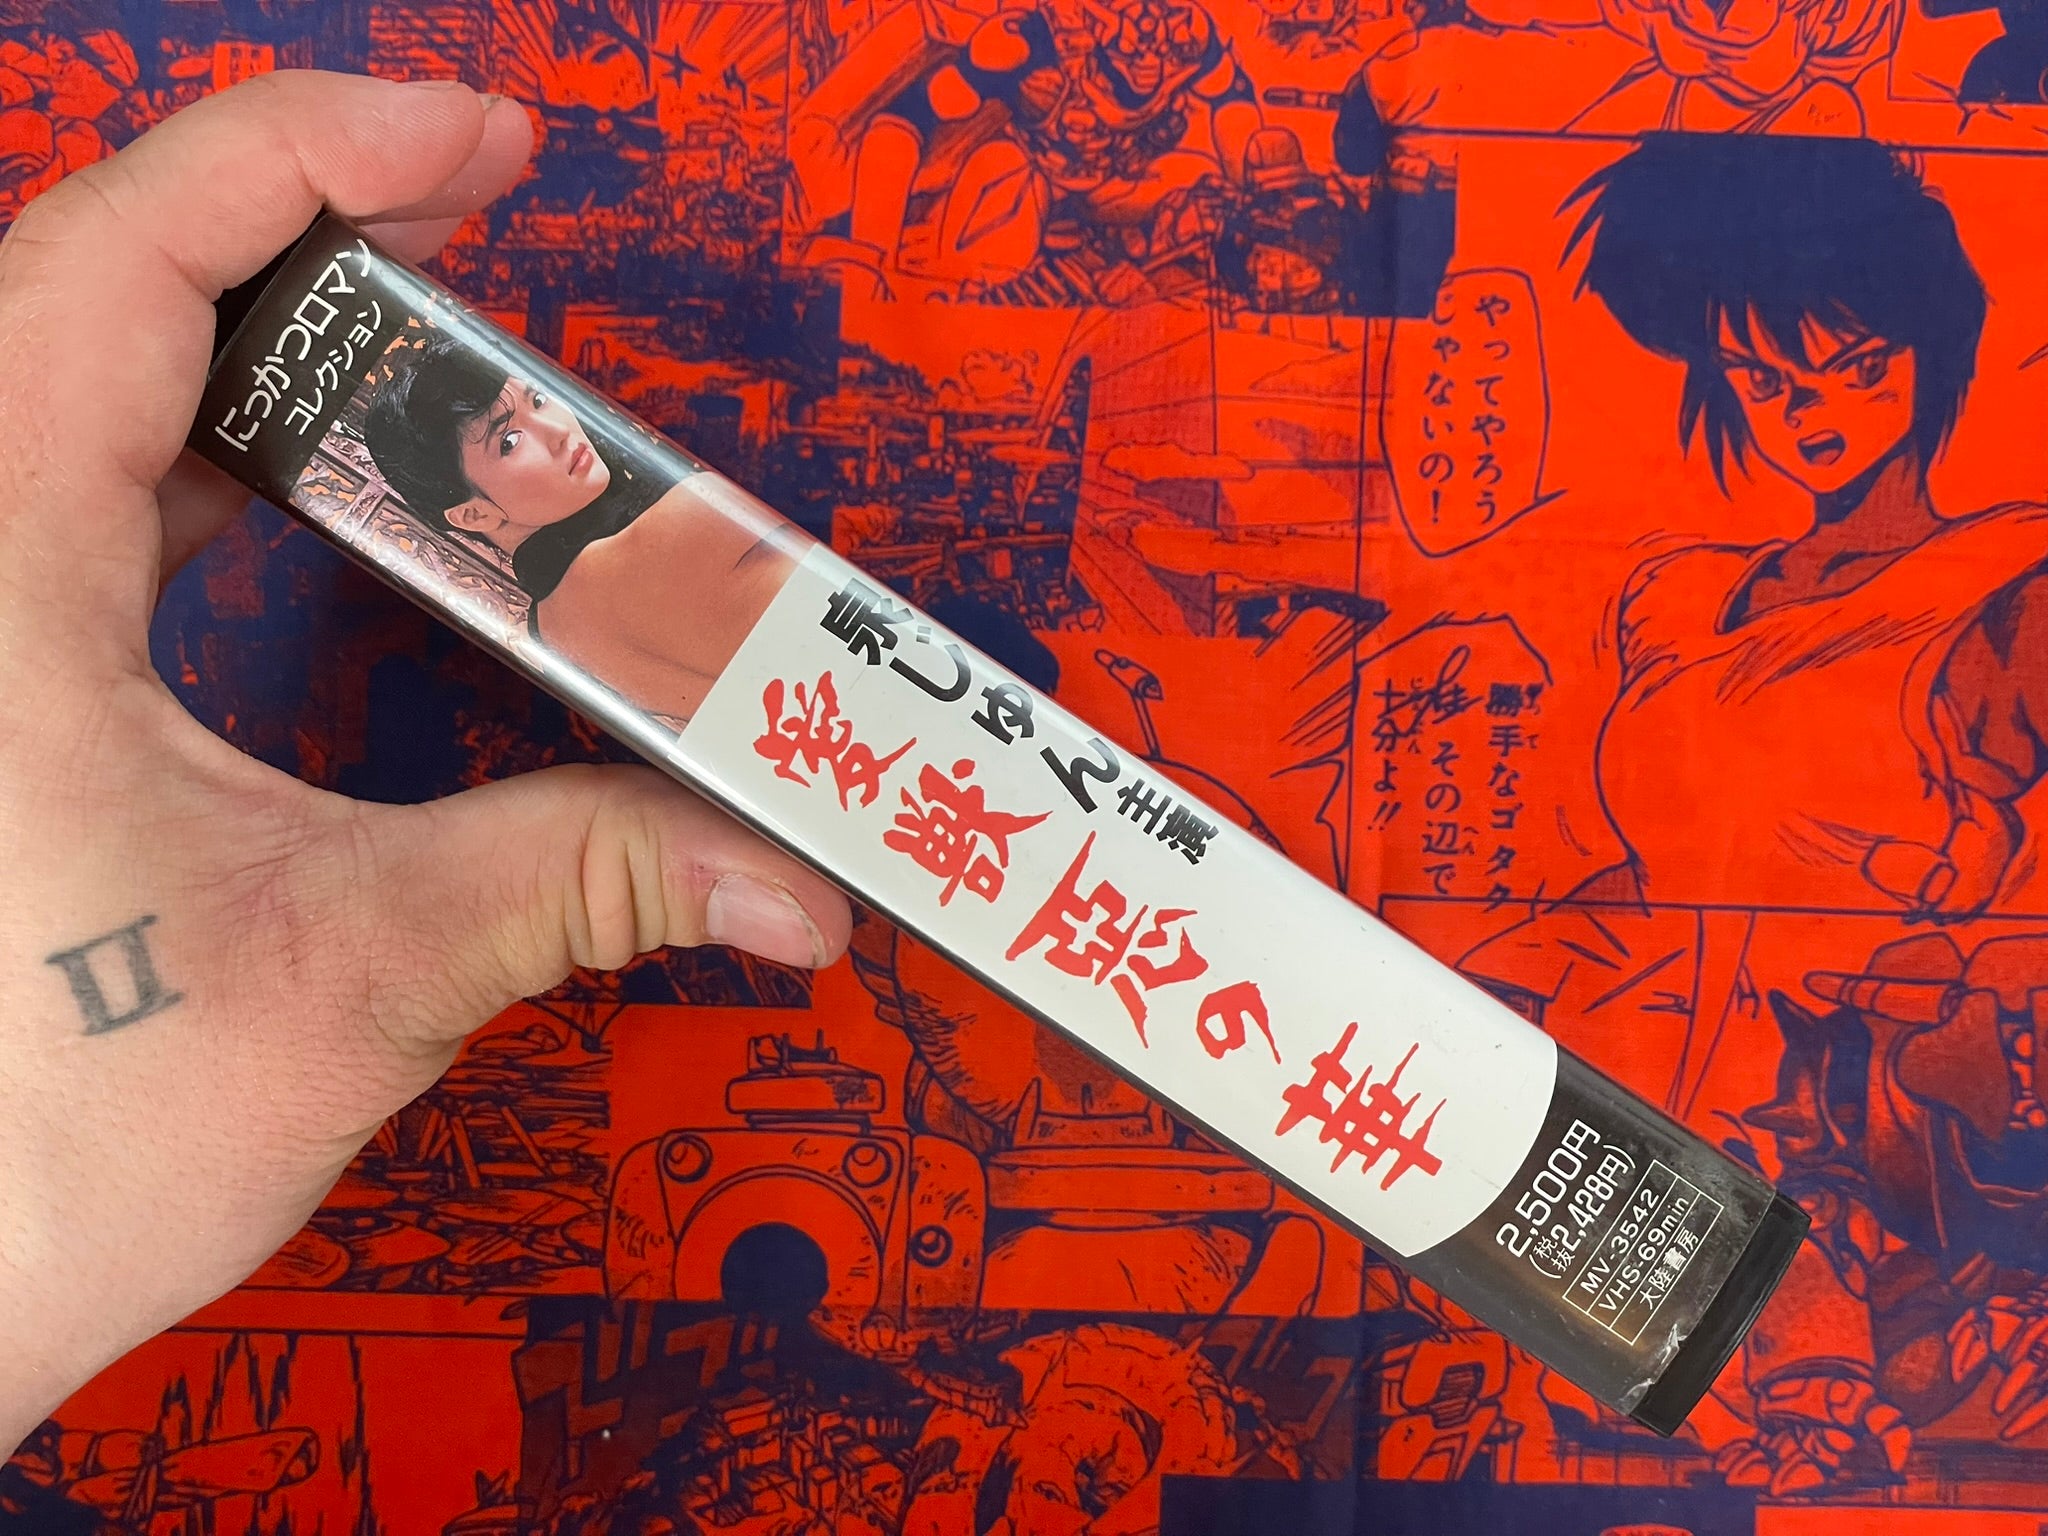 にっかつロマン
コレクション
泉じゅん主演
愛獣 悪の華
2,500円
(税抜2,428円)
MV-3542
VHS-69min
大陸書房
II
やってやろう
じゃないの!
勝手なゴタク
その辺で
十分よ!!